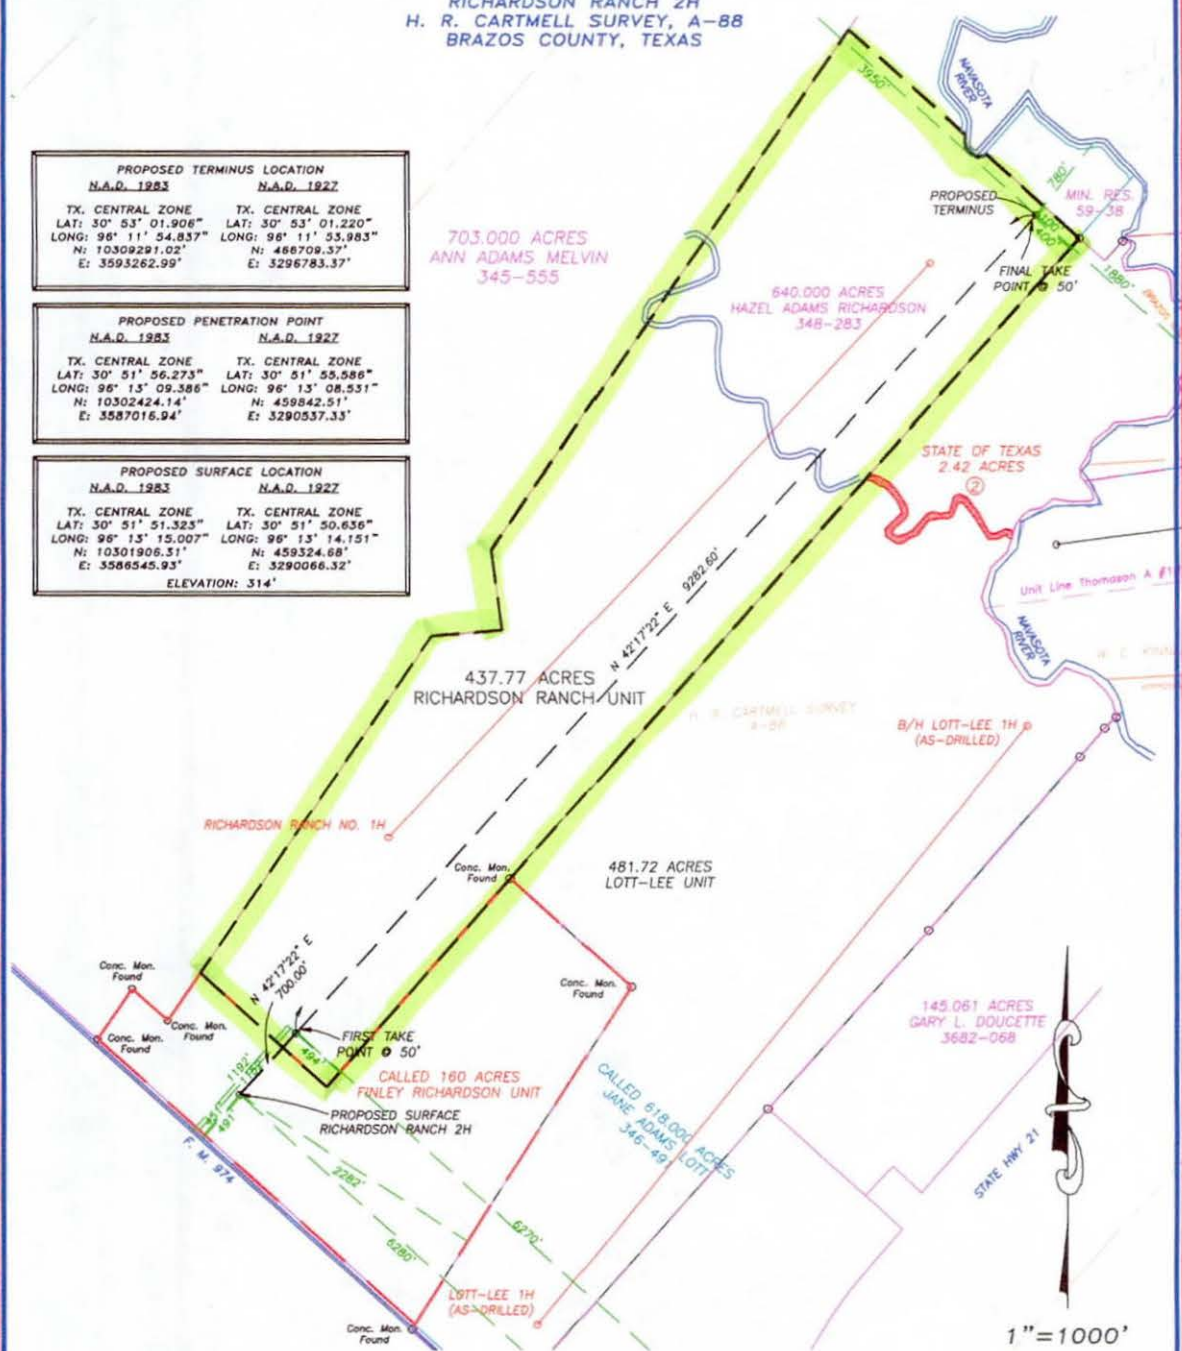 RICHARDSON RANCH 2H
H. R. CARTMELL SURVEY, A-88
BRAZOS COUNTY, TEXAS
PROPOSED TERMINUS LOCATION
N.A.D. 1983 N.A.D. 1927
TX. CENTRAL ZONE TX. CENTRAL ZONE
LAT: 30° 53' 01.906" LAT: 30° 53' 01.220"
LONG: 96° 11' 54.837" LONG: 96° 11' 53.983"
N: 10309291.02' N: 466709.37'
E: 3593262.99' E: 3296783.37'
PROPOSED PENETRATION POINT
N.A.D. 1983 N.A.D. 1927
TX. CENTRAL ZONE TX. CENTRAL ZONE
LAT: 30° 51' 56.273" LAT: 30° 51' 55.586"
LONG: 96° 13' 09.386" LONG: 96° 13' 08.531"
N: 10302424.14' N: 459842.51'
E: 3587016.94' E: 3290537.33'
PROPOSED SURFACE LOCATION
N.A.D. 1983 N.A.D. 1927
TX. CENTRAL ZONE TX. CENTRAL ZONE
LAT: 30° 51' 51.323" LAT: 30° 51' 50.636"
LONG: 96° 13' 15.007" LONG: 96° 13' 14.151"
N: 10301906.31' N: 459324.68'
E: 3586545.93' E: 3290066.32'
ELEVATION: 314'
3950'
NAVASOTA
RIVER
780'
MIN. RES.
59-38
PROPOSED
TERMINUS
100'
400'
FINAL TAKE
POINT @ 50'
1880'
BRAZOS
703.000 ACRES
ANN ADAMS MELVIN
345-555
640.000 ACRES
HAZEL ADAMS RICHARDSON
348-283
STATE OF TEXAS
2.42 ACRES
2
Unit Line Thomason A #1
NAVASOTA
RIVER
N 42°17'22" E 9282.60'
437.77 ACRES
RICHARDSON RANCH UNIT
H. R. CARTMELL SURVEY
A-88
B/H LOTT-LEE 1H
(AS-DRILLED)
RICHARDSON RANCH NO. 1H
Conc. Mon.
Found
481.72 ACRES
LOTT-LEE UNIT
N 42°17'22" E
700.00'
Conc. Mon.
Found
Conc. Mon.
Found
Conc. Mon.
Found
Conc. Mon.
Found
FIRST TAKE
POINT @ 50'
494'
1192'
CALLED 160 ACRES
FINLEY RICHARDSON UNIT
PROPOSED SURFACE
RICHARDSON RANCH 2H
491'
F. M. 974
2282'
6280'
6270'
CALLED 618.000 ACRES
JANE ADAMS LOTT
346-49
145.061 ACRES
GARY L. DOUCETTE
3682-068
STATE HWY 21
LOTT-LEE 1H
(AS-DRILLED)
Conc. Mon.
Found
1"=1000'